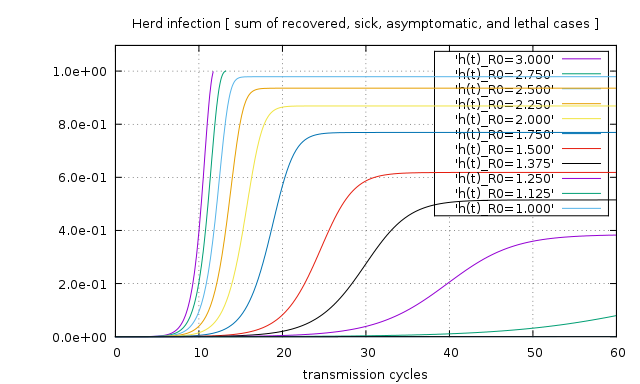 Herd infection [ sum of recovered, sick, asymptomatic, and lethal cases ]
1.0e+00
8.0e-01
6.0e-01
4.0e-01
2.0e-01
0.0e+00
'h(t)_R0=3.000'
'h(t)_R0=2.750'
'h(t)_R0=2.500'
'h(t)_R0=2.250'
'h(t)_R0=2.000'
'h(t)_R0=1.750'
'h(t)_R0=1.500'
'h(t)_R0=1.375'
'h(t)_R0=1.250'
'h(t)_R0=1.125'
'h(t)_R0=1.000'
0 10 20 30 40 50 60
transmission cycles